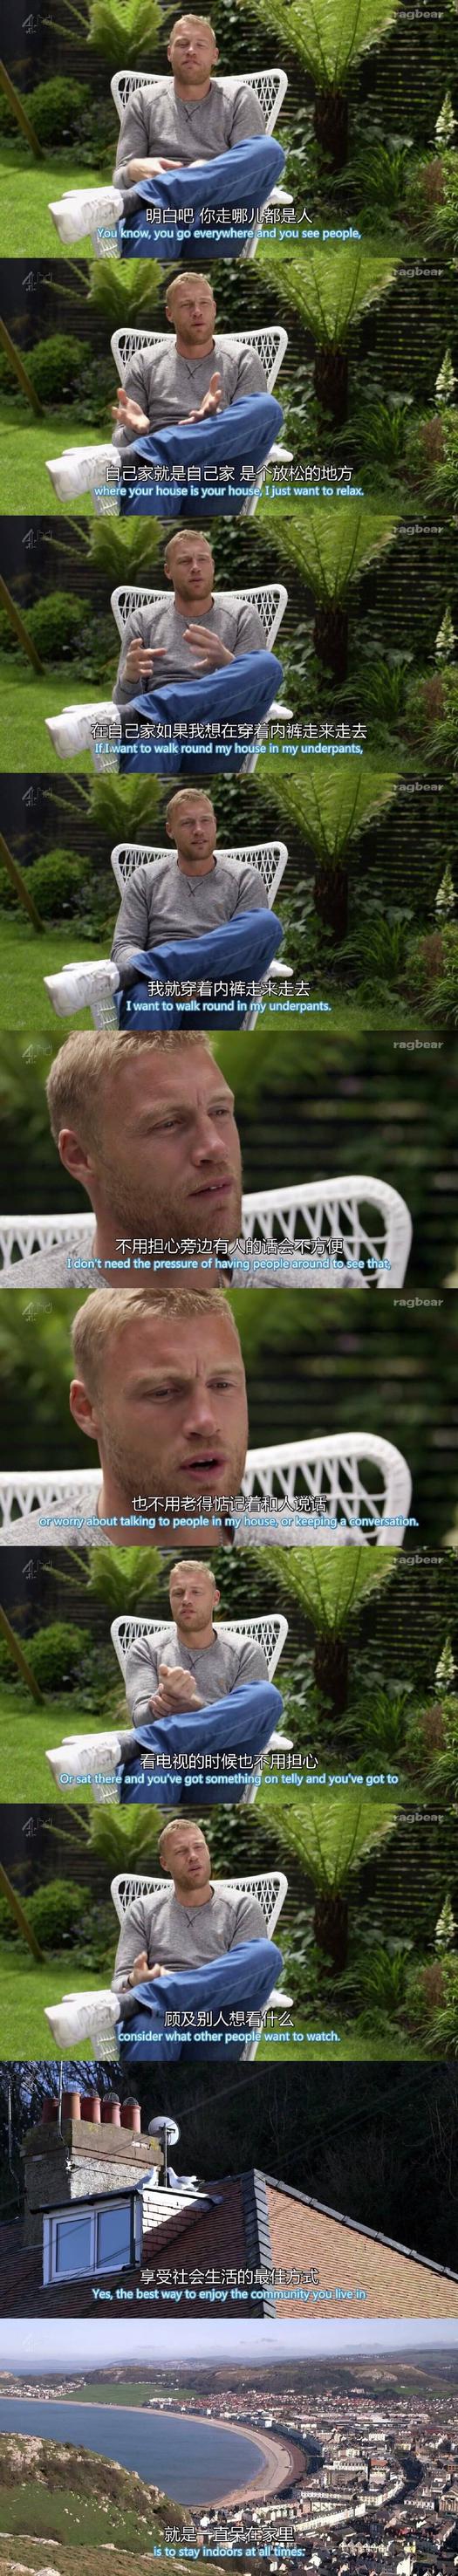 4
ragbear
明白吧 你走哪儿都是人
You know, you go everywhere and you see people,
4
ragbear
自己家就是自己家 是个放松的地方
where your house is your house, I just want to relax.
4
ragbear
在自己家如果我想在穿着内裤走来走去
If I want to walk round my house in my underpants,
4
ragbear
我就穿着内裤走来走去
I want to walk round in my underpants.
4
ragbear
不用担心旁边有人的话会不方便
I don't need the pressure of having people around to see that,
4
ragbear
也不用老得惦记着和人说话
or worry about talking to people in my house, or keeping a conversation.
4
ragbear
看电视的时候也不用担心
Or sat there and you've got something on telly and you've got to
4
ragbear
顾及别人想看什么
consider what other people want to watch.
享受社会生活的最佳方式
Yes, the best way to enjoy the community you live in
就是一直呆在家里
is to stay indoors at all times.